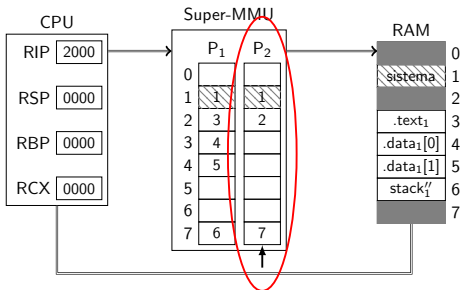 CPU
RIP 2000
RSP 0000
RBP 0000
RCX 0000
Super-MMU
P₁ P₂
0
1 1 1
2 3 2
3 4
4 5
5
6
7 6 7
RAM
0
sistema 1
2
.text₁ 3
.data₁[0] 4
.data₁[1] 5
stack″₁ 6
7